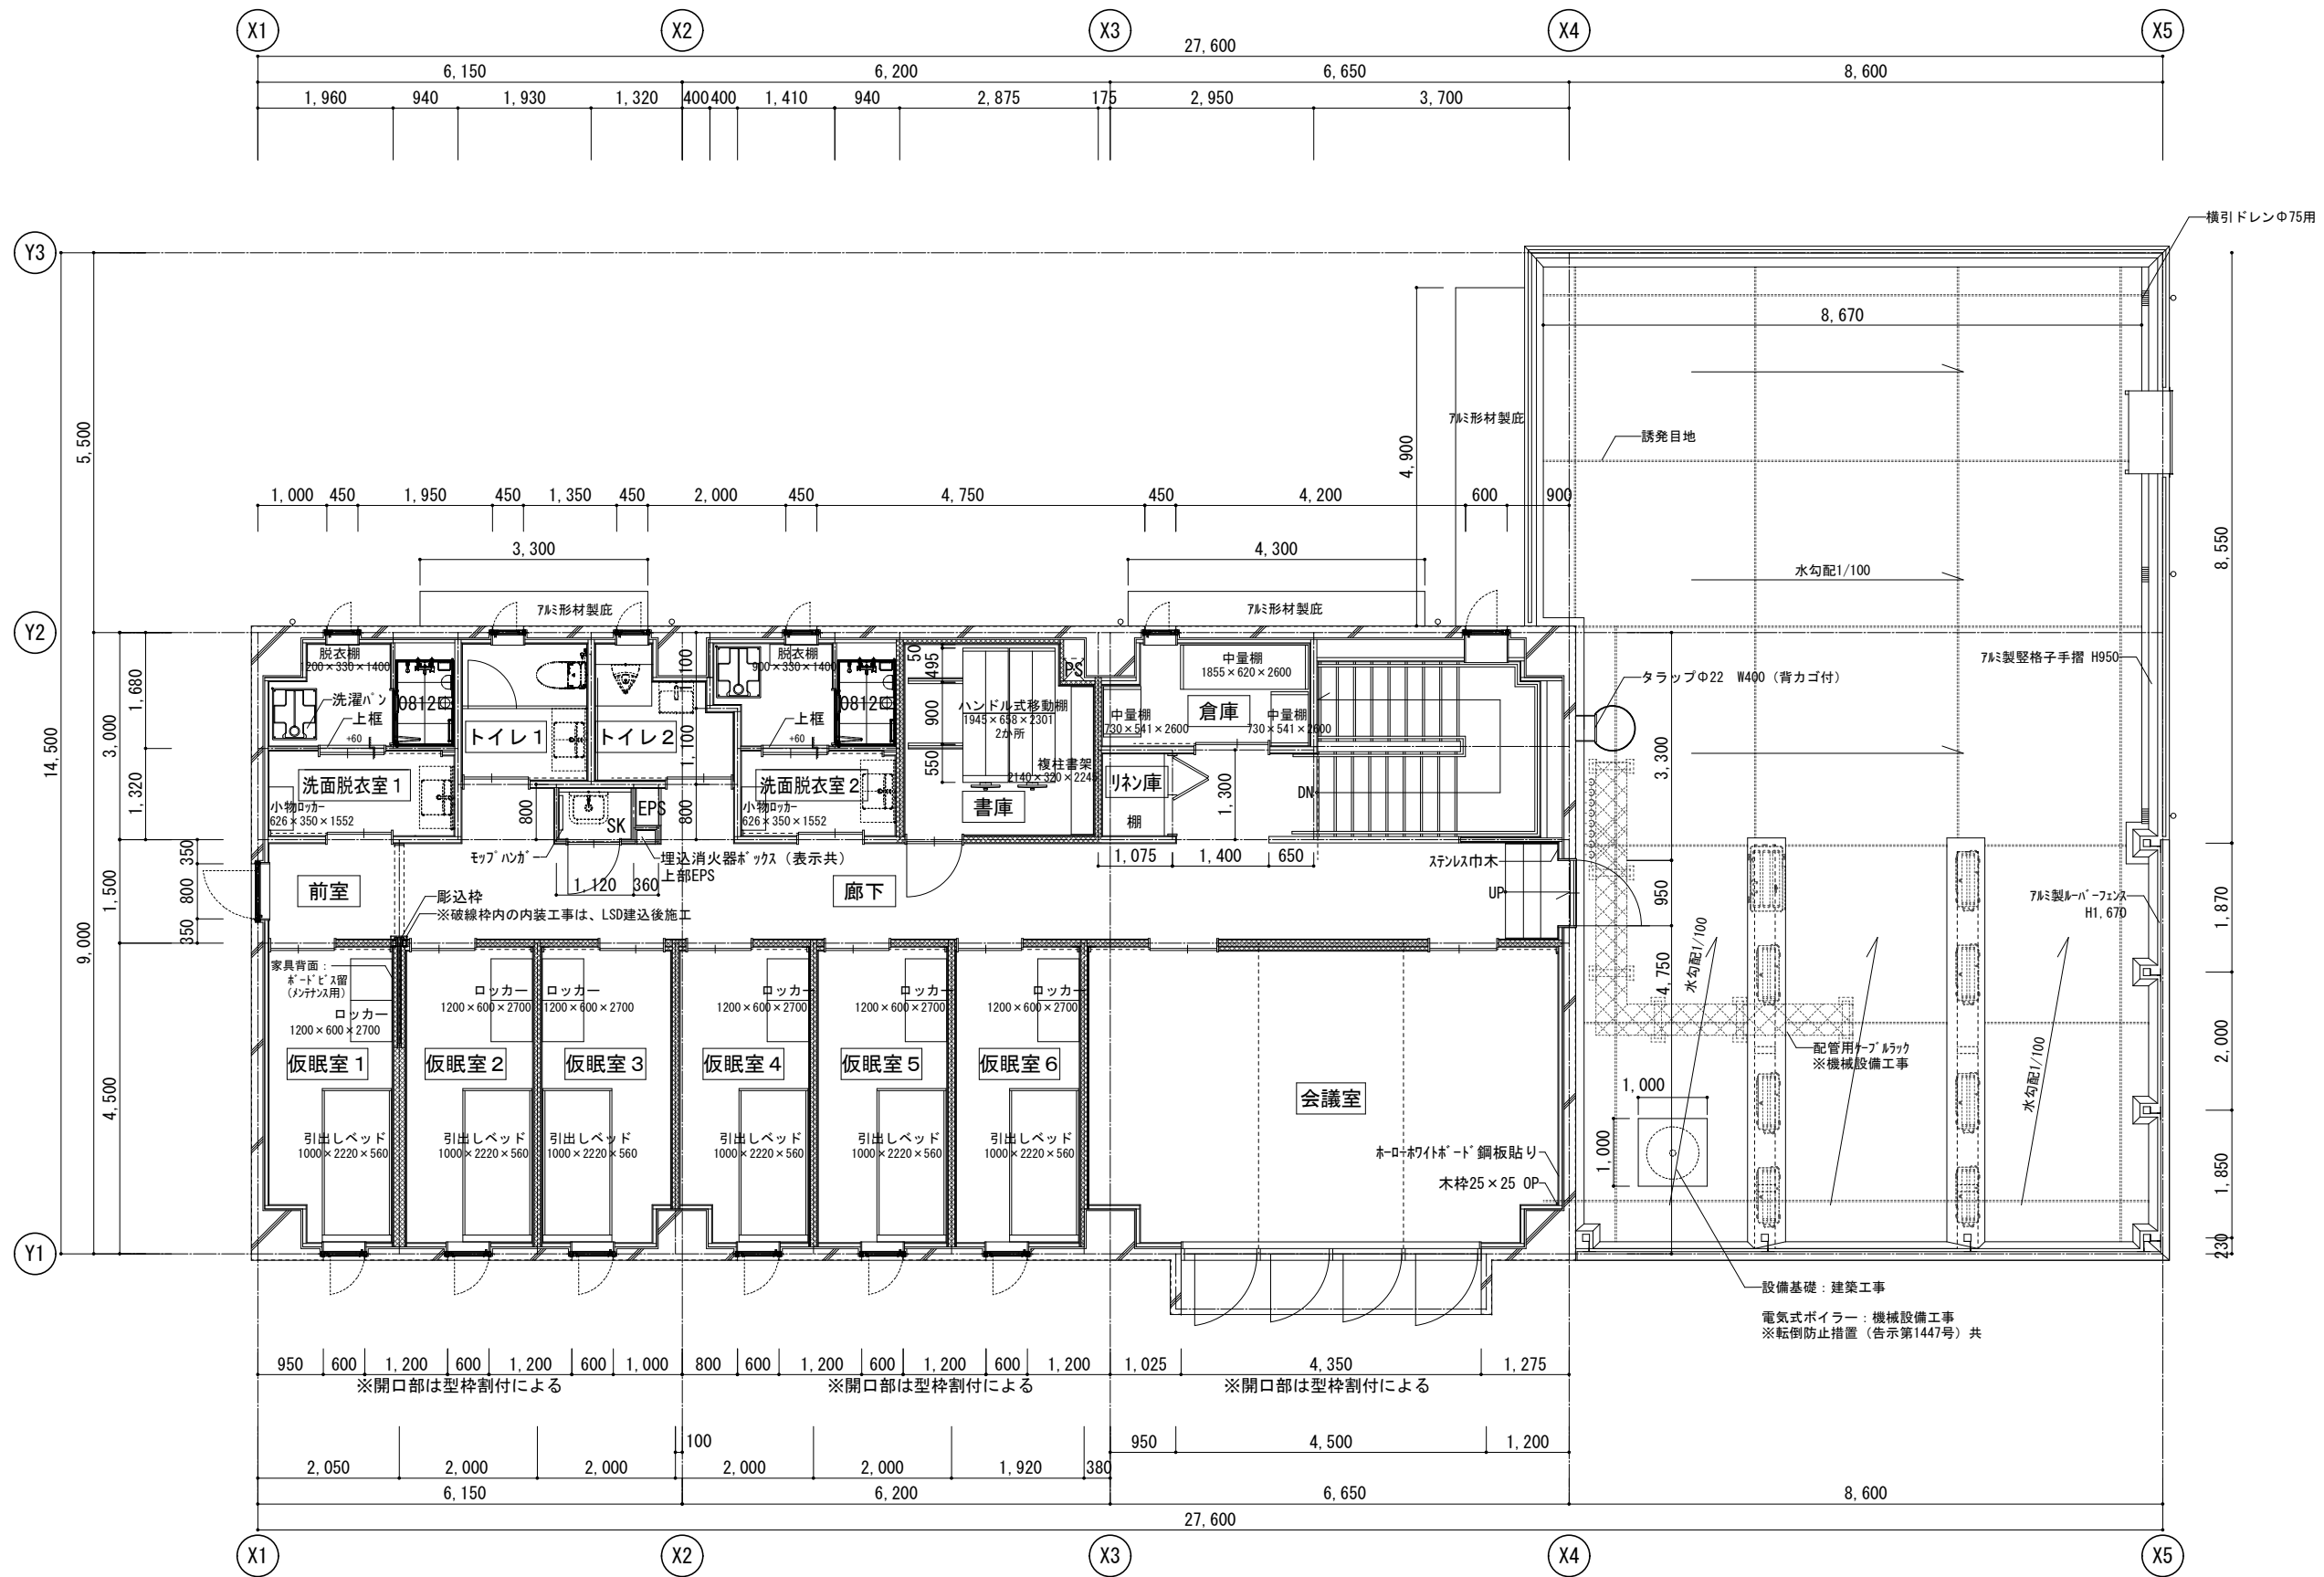 X1
X2
X3
X4
X5
27,600
6,150
6,200
6,650
8,600
1,960
940
1,930
1,320
400
400
1,410
940
2,875
175
2,950
3,700
横引ドレンΦ75用
Y3
8,670
5,500
4,900
ｱﾙﾐ形材製庇
誘発目地
1,000
450
1,950
450
1,350
450
2,000
450
4,750
450
4,200
600
900
3,300
4,300
8,550
水勾配1/100
ｱﾙﾐ形材製庇
ｱﾙﾐ形材製庇
Y2
脱衣棚
1200×330×1400
洗濯ﾊﾟﾝ
上框
+60
0812
トイレ1
トイレ2
100
1,100
脱衣棚
900×330×1400
上框
+60
0812
50
495
900
550
ハンドル式移動棚
1945×658×2301
2か所
複柱書架
2140×320×2245
書庫
PS
中量棚
1855×620×2600
中量棚
730×541×2600
倉庫
中量棚
730×541×2600
ﾘﾈﾝ庫
棚
1,300
DN
ｱﾙﾐ製竪格子手摺 H950
タラップΦ22 W400（背カゴ付）
3,300
1,680
3,000
1,320
14,500
洗面脱衣室1
小物ﾛｯｶｰ
626×350×1552
800
SK
EPS
800
洗面脱衣室2
小物ﾛｯｶｰ
626×350×1552
ﾓｯﾌﾟﾊﾝｶﾞｰ
埋込消火器ﾎﾞｯｸｽ（表示共）
上部EPS
1,120
360
1,075
1,400
650
ｽﾃﾝﾚｽ巾木
UP
350
800
350
1,500
9,000
前室
彫込枠
※破線枠内の内装工事は、LSD建込後施工
廊下
950
ｱﾙﾐ製ﾙｰﾊﾞｰﾌｪﾝｽ
H1,670
1,870
家具背面：
ﾎﾞｰﾄﾞﾋﾞｽ留
（ﾒﾝﾃﾅﾝｽ用）
ロッカー
1200×600×2700
ロッカー
1200×600×2700
ロッカー
1200×600×2700
ロッカー
1200×600×2700
ロッカー
1200×600×2700
ロッカー
1200×600×2700
4,750
水勾配1/100
水勾配1/100
2,000
配管用ｹｰﾌﾞﾙﾗｯｸ
※機械設備工事
仮眠室1
仮眠室2
仮眠室3
仮眠室4
仮眠室5
仮眠室6
会議室
4,500
1,000
1,000
引出しベッド
1000×2220×560
引出しベッド
1000×2220×560
引出しベッド
1000×2220×560
引出しベッド
1000×2220×560
引出しベッド
1000×2220×560
引出しベッド
1000×2220×560
ﾎｰﾛｰﾎﾜｲﾄﾎﾞｰﾄﾞ鋼板貼り
木枠25×25 OP
1,850
230
Y1
設備基礎：建築工事
電気式ボイラー：機械設備工事
※転倒防止措置（告示第1447号）共
950
600
1,200
600
1,200
600
1,000
800
600
1,200
600
1,200
600
1,200
1,025
4,350
1,275
※開口部は型枠割付による
※開口部は型枠割付による
※開口部は型枠割付による
100
950
4,500
1,200
2,050
2,000
2,000
2,000
2,000
1,920
380
6,150
6,200
6,650
8,600
27,600
X1
X2
X3
X4
X5